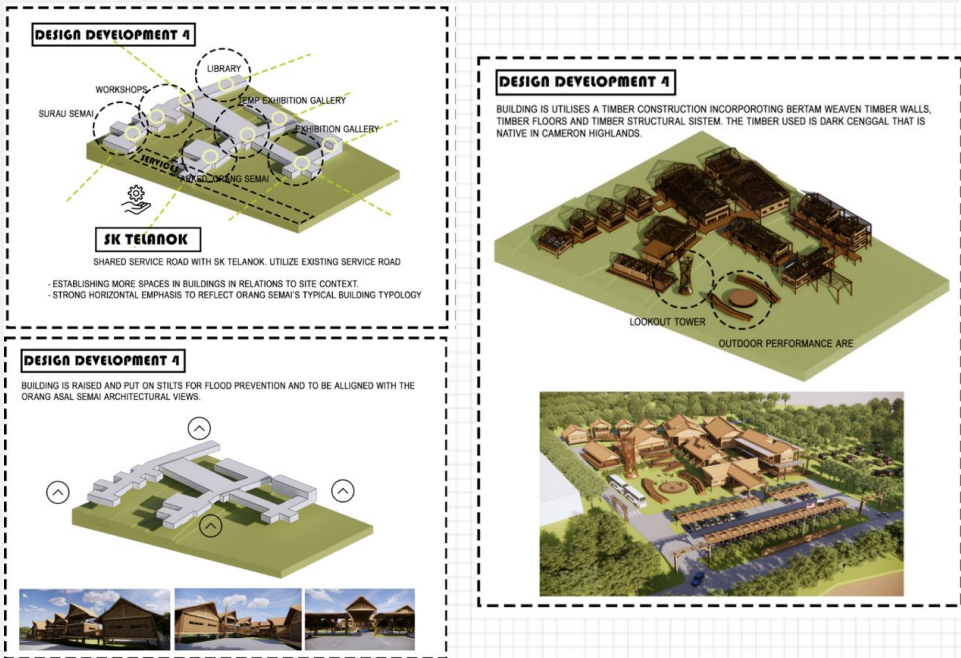 DESIGN DEVELOPMENT 4
LIBRARY
WORKSHOPS
TEMP EXHIBITION GALLERY
SURAU SEMAI
EXHIBITION GALLERY
SERVICES
ARKED ORANG SEMAI
SK TELANOK
SHARED SERVICE ROAD WITH SK TELANOK. UTILIZE EXISTING SERVICE ROAD
- ESTABLISHING MORE SPACES IN BUILDINGS IN RELATIONS TO SITE CONTEXT.
- STRONG HORIZONTAL EMPHASIS TO REFLECT ORANG SEMAI'S TYPICAL BUILDING TYPOLOGY
DESIGN DEVELOPMENT 4
BUILDING IS RAISED AND PUT ON STILTS FOR FLOOD PREVENTION AND TO BE ALLIGNED WITH THE
ORANG ASAL SEMAI ARCHITECTURAL VIEWS.
DESIGN DEVELOPMENT 4
BUILDING IS UTILISES A TIMBER CONSTRUCTION INCORPOROTING BERTAM WEAVEN TIMBER WALLS,
TIMBER FLOORS AND TIMBER STRUCTURAL SISTEM. THE TIMBER USED IS DARK CENGGAL THAT IS
NATIVE IN CAMERON HIGHLANDS.
LOOKOUT TOWER
OUTDOOR PERFORMANCE ARE